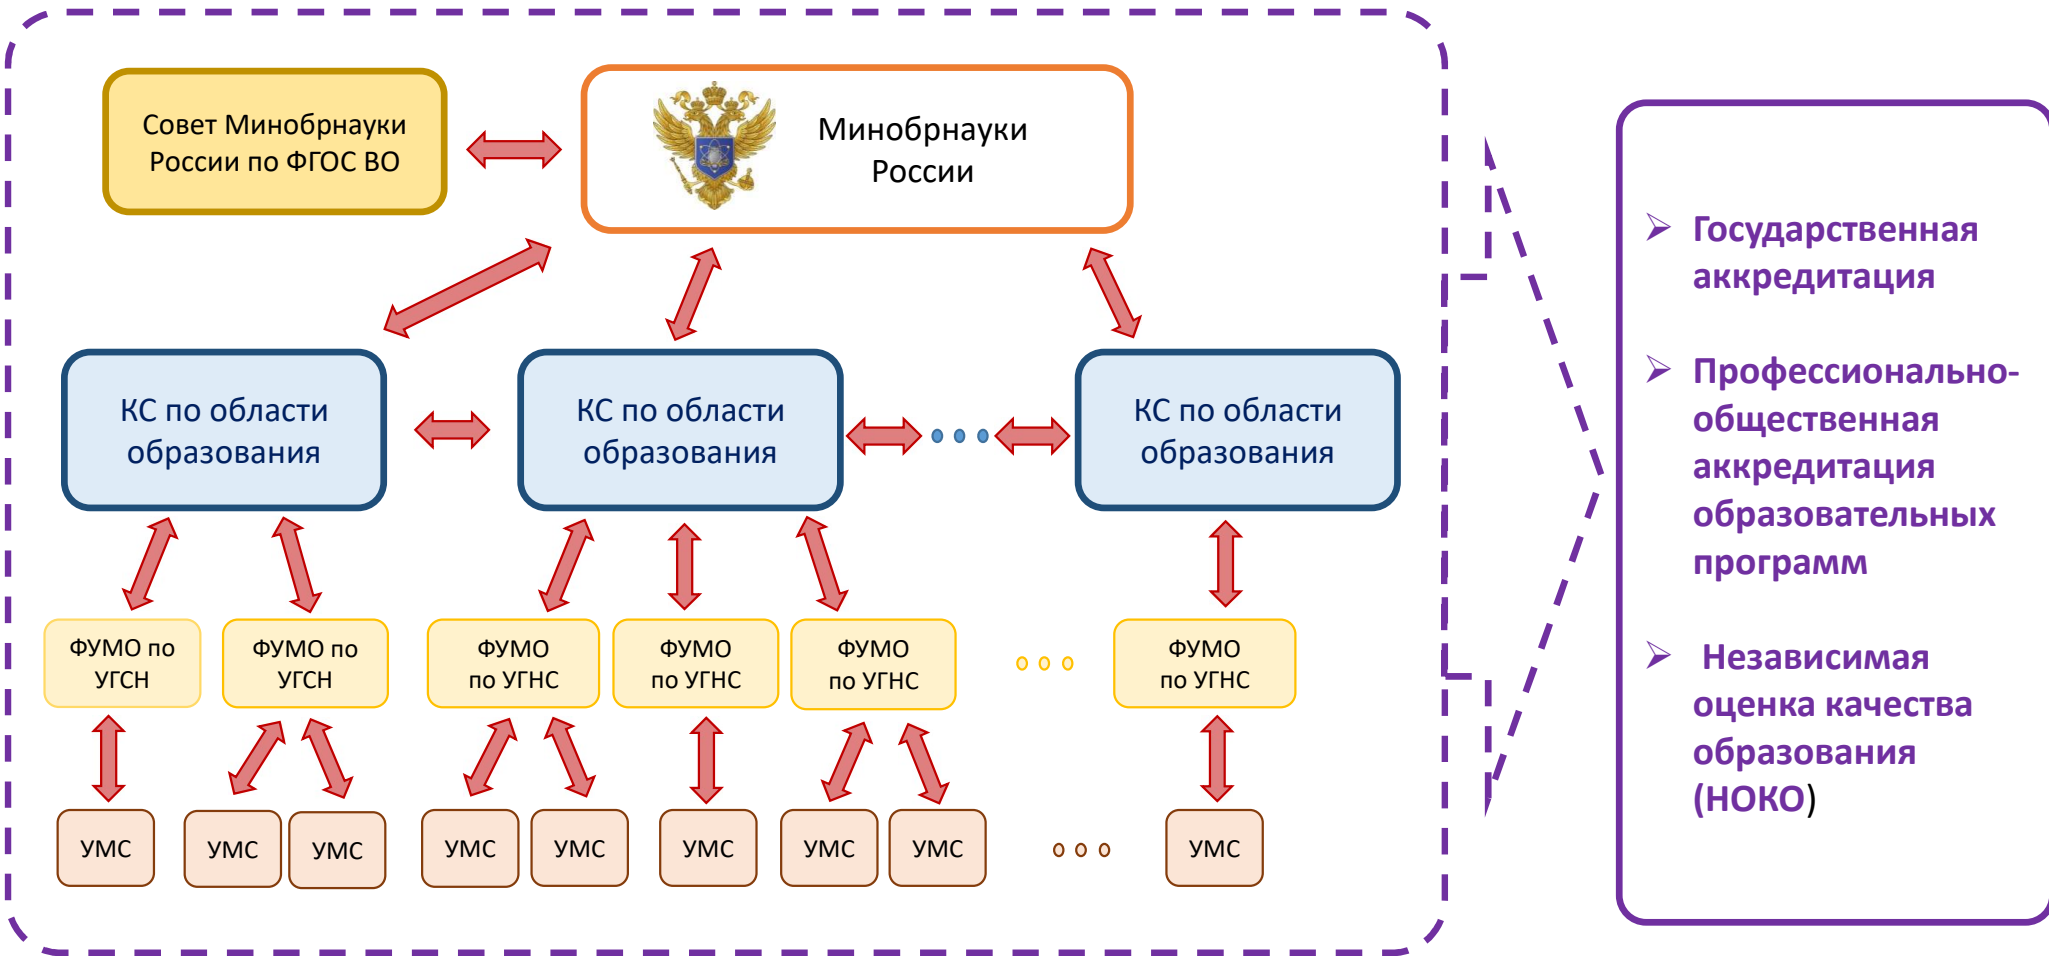 Совет Минобрнауки
России по ФГОС ВО
Минобрнауки
России
КС по области
образования
КС по области
образования
КС по области
образования
ФУМО по
УГСН
ФУМО по
УГСН
ФУМО
по УГНС
ФУМО
по УГНС
ФУМО
по УГНС
ФУМО
по УГНС
УМС
УМС
УМС
УМС
УМС
УМС
УМС
УМС
УМС
Государственная
аккредитация
Профессионально-
общественная
аккредитация
образовательных
программ
Независимая
оценка качества
образования
(НОКО)